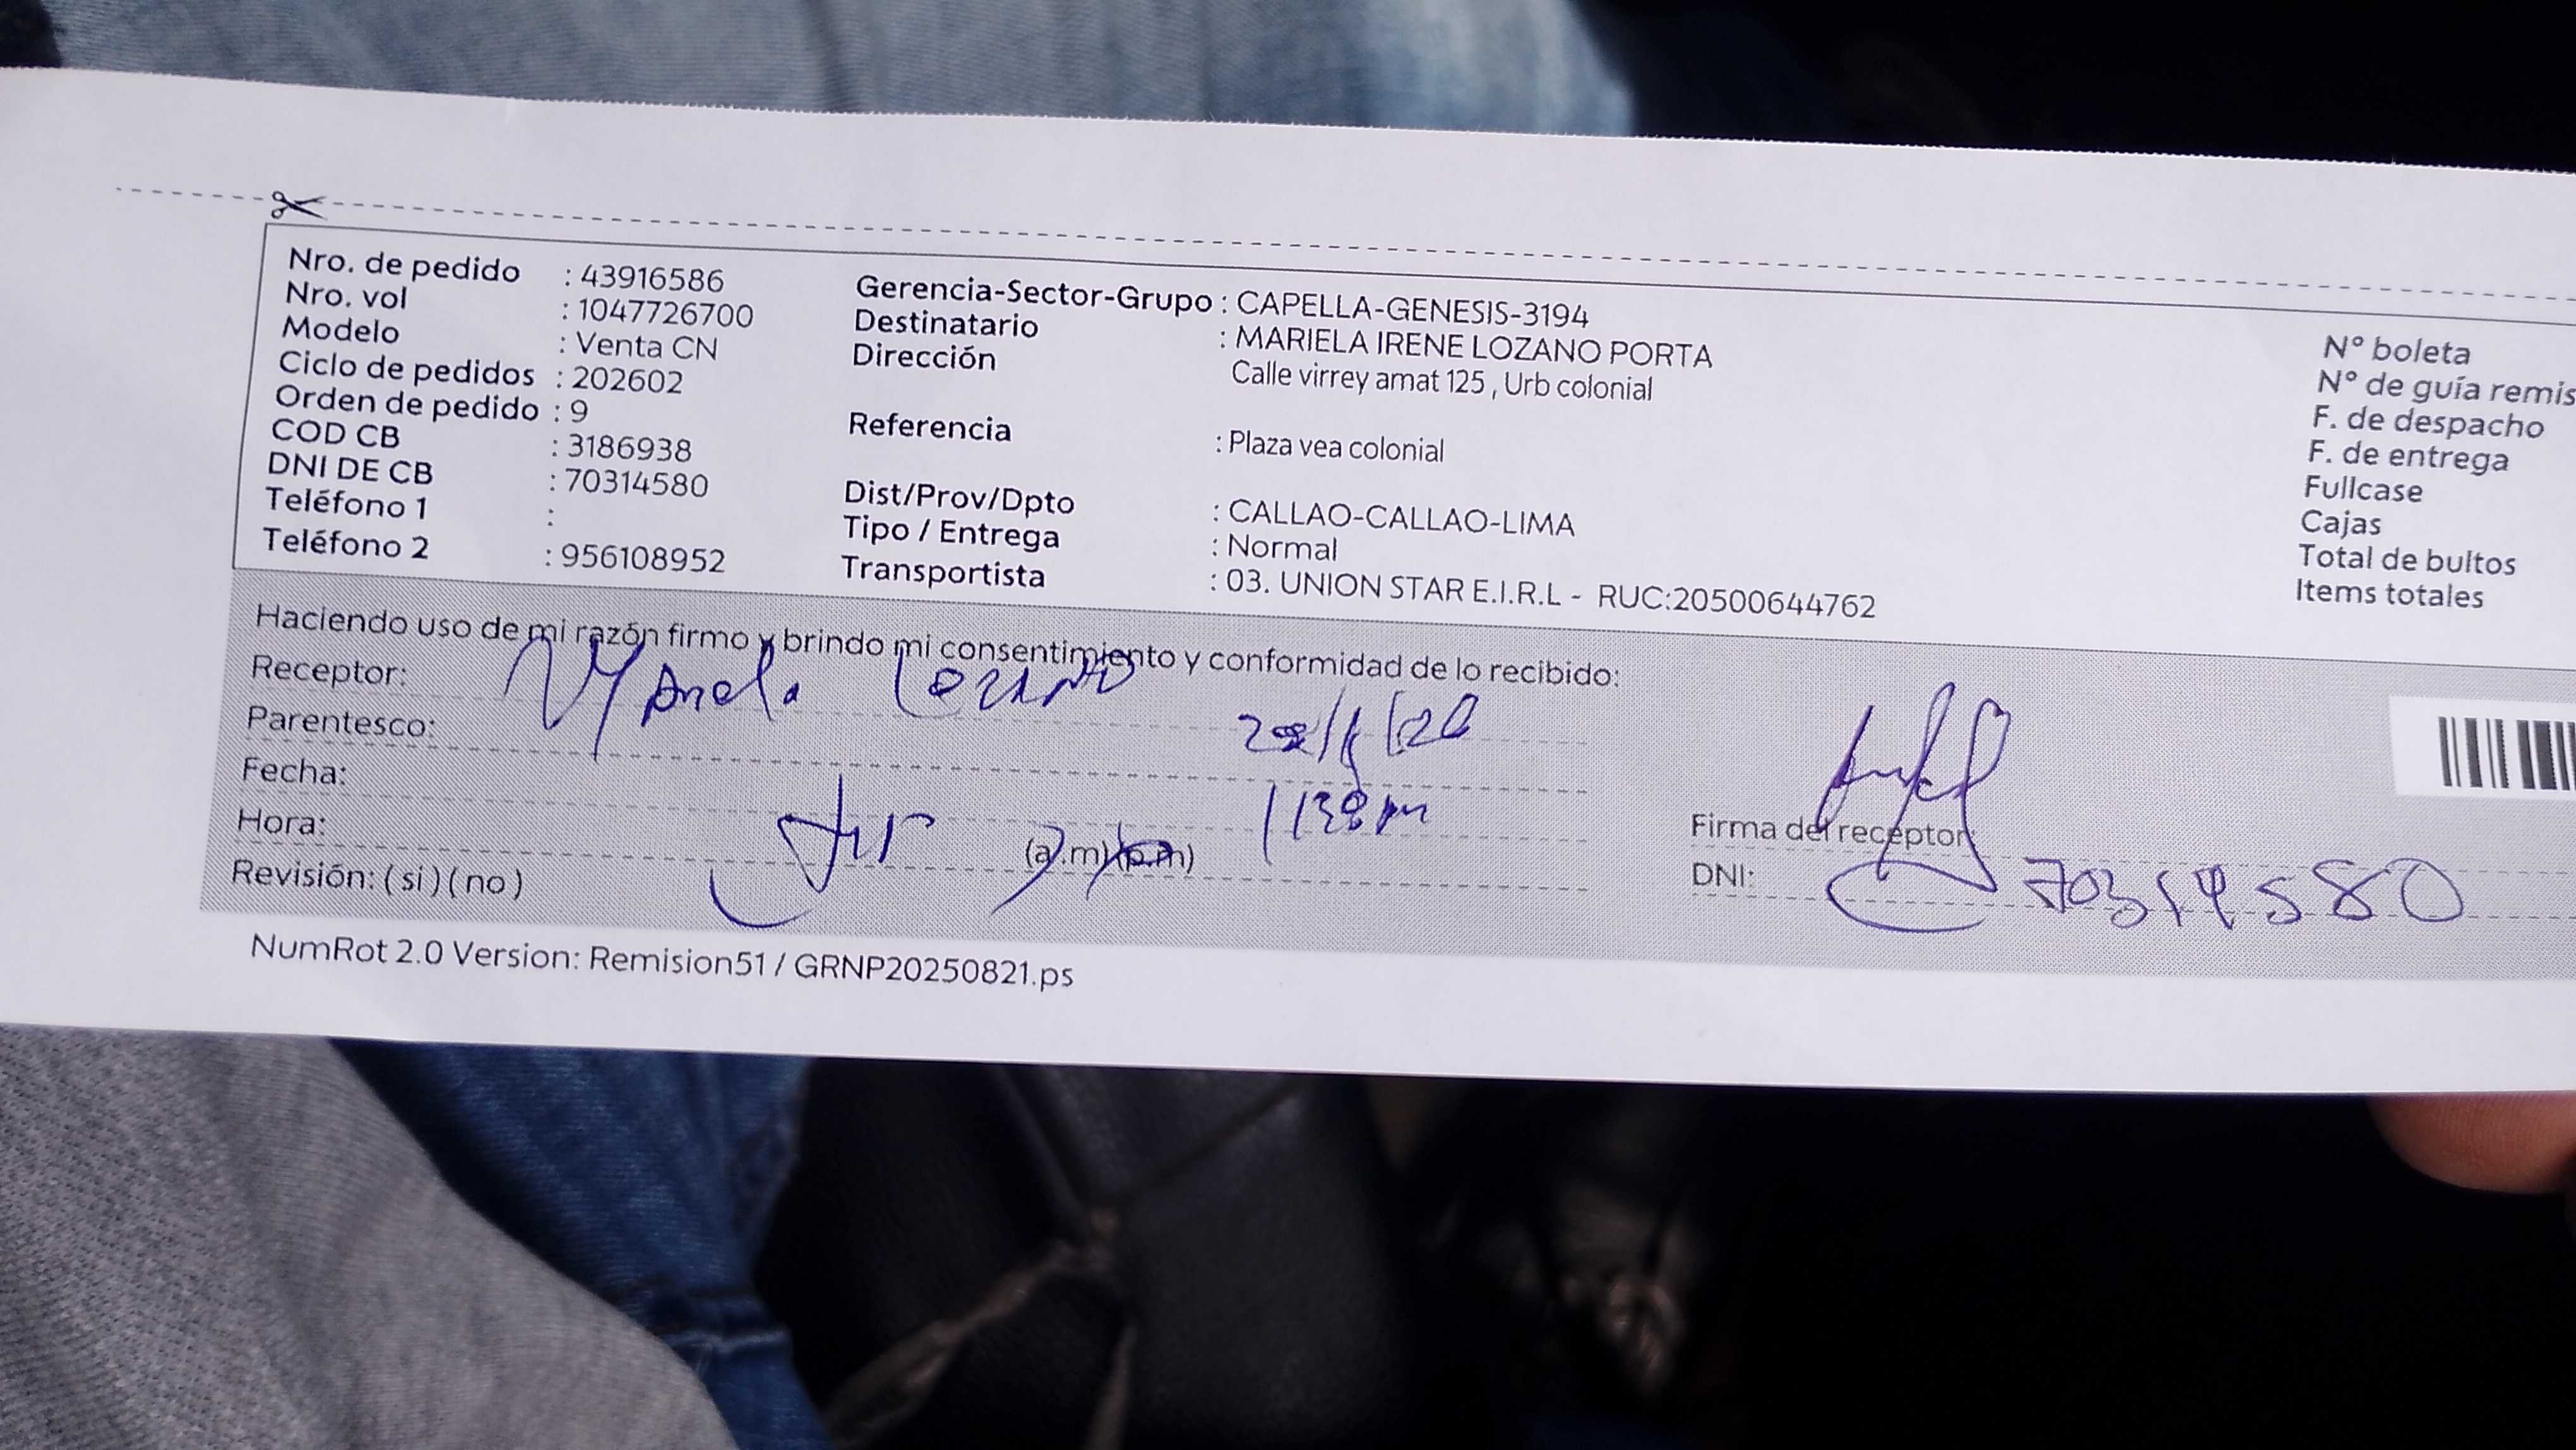 Nro. de pedido : 43916586
Nro. vol : 1047726700
Modelo : Venta CN
Ciclo de pedidos : 202602
Orden de pedido : 9
COD CB : 3186938
DNI DE CB : 70314580
Teléfono 1 :
Teléfono 2 : 956108952
Gerencia-Sector-Grupo : CAPELLA-GENESIS-3194
Destinatario : MARIELA IRENE LOZANO PORTA
Dirección Calle virrey amat 125 , Urb colonial
Referencia : Plaza vea colonial
Dist/Prov/Dpto : CALLAO-CALLAO-LIMA
Tipo / Entrega : Normal
Transportista : 03. UNION STAR E.I.R.L - RUC:20500644762
N° boleta
N° de guía remis
F. de despacho
F. de entrega
Fullcase
Cajas
Total de bultos
Items totales
Haciendo uso de mi razón firmo y brindo mi consentimiento y conformidad de lo recibido:
Receptor: Lozano
Parentesco:
Fecha:
Hora: (a.m)(p.m)
Revisión: ( si ) ( no )
Firma del receptor:
DNI: 70314580
NumRot 2.0 Version: Remision51 / GRNP20250821.ps